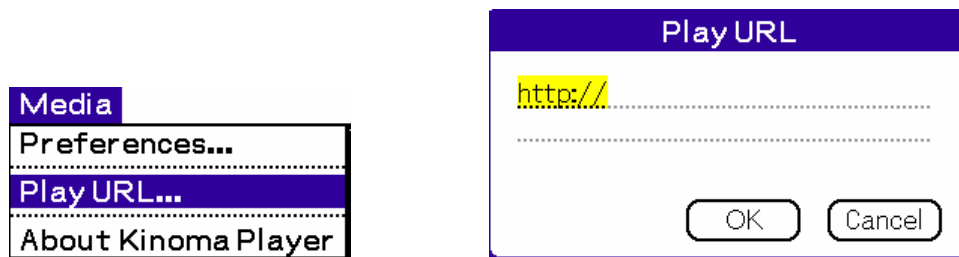 Media
Preferences...
Play URL...
About Kinoma Player
Play URL
http://
OK
Cancel